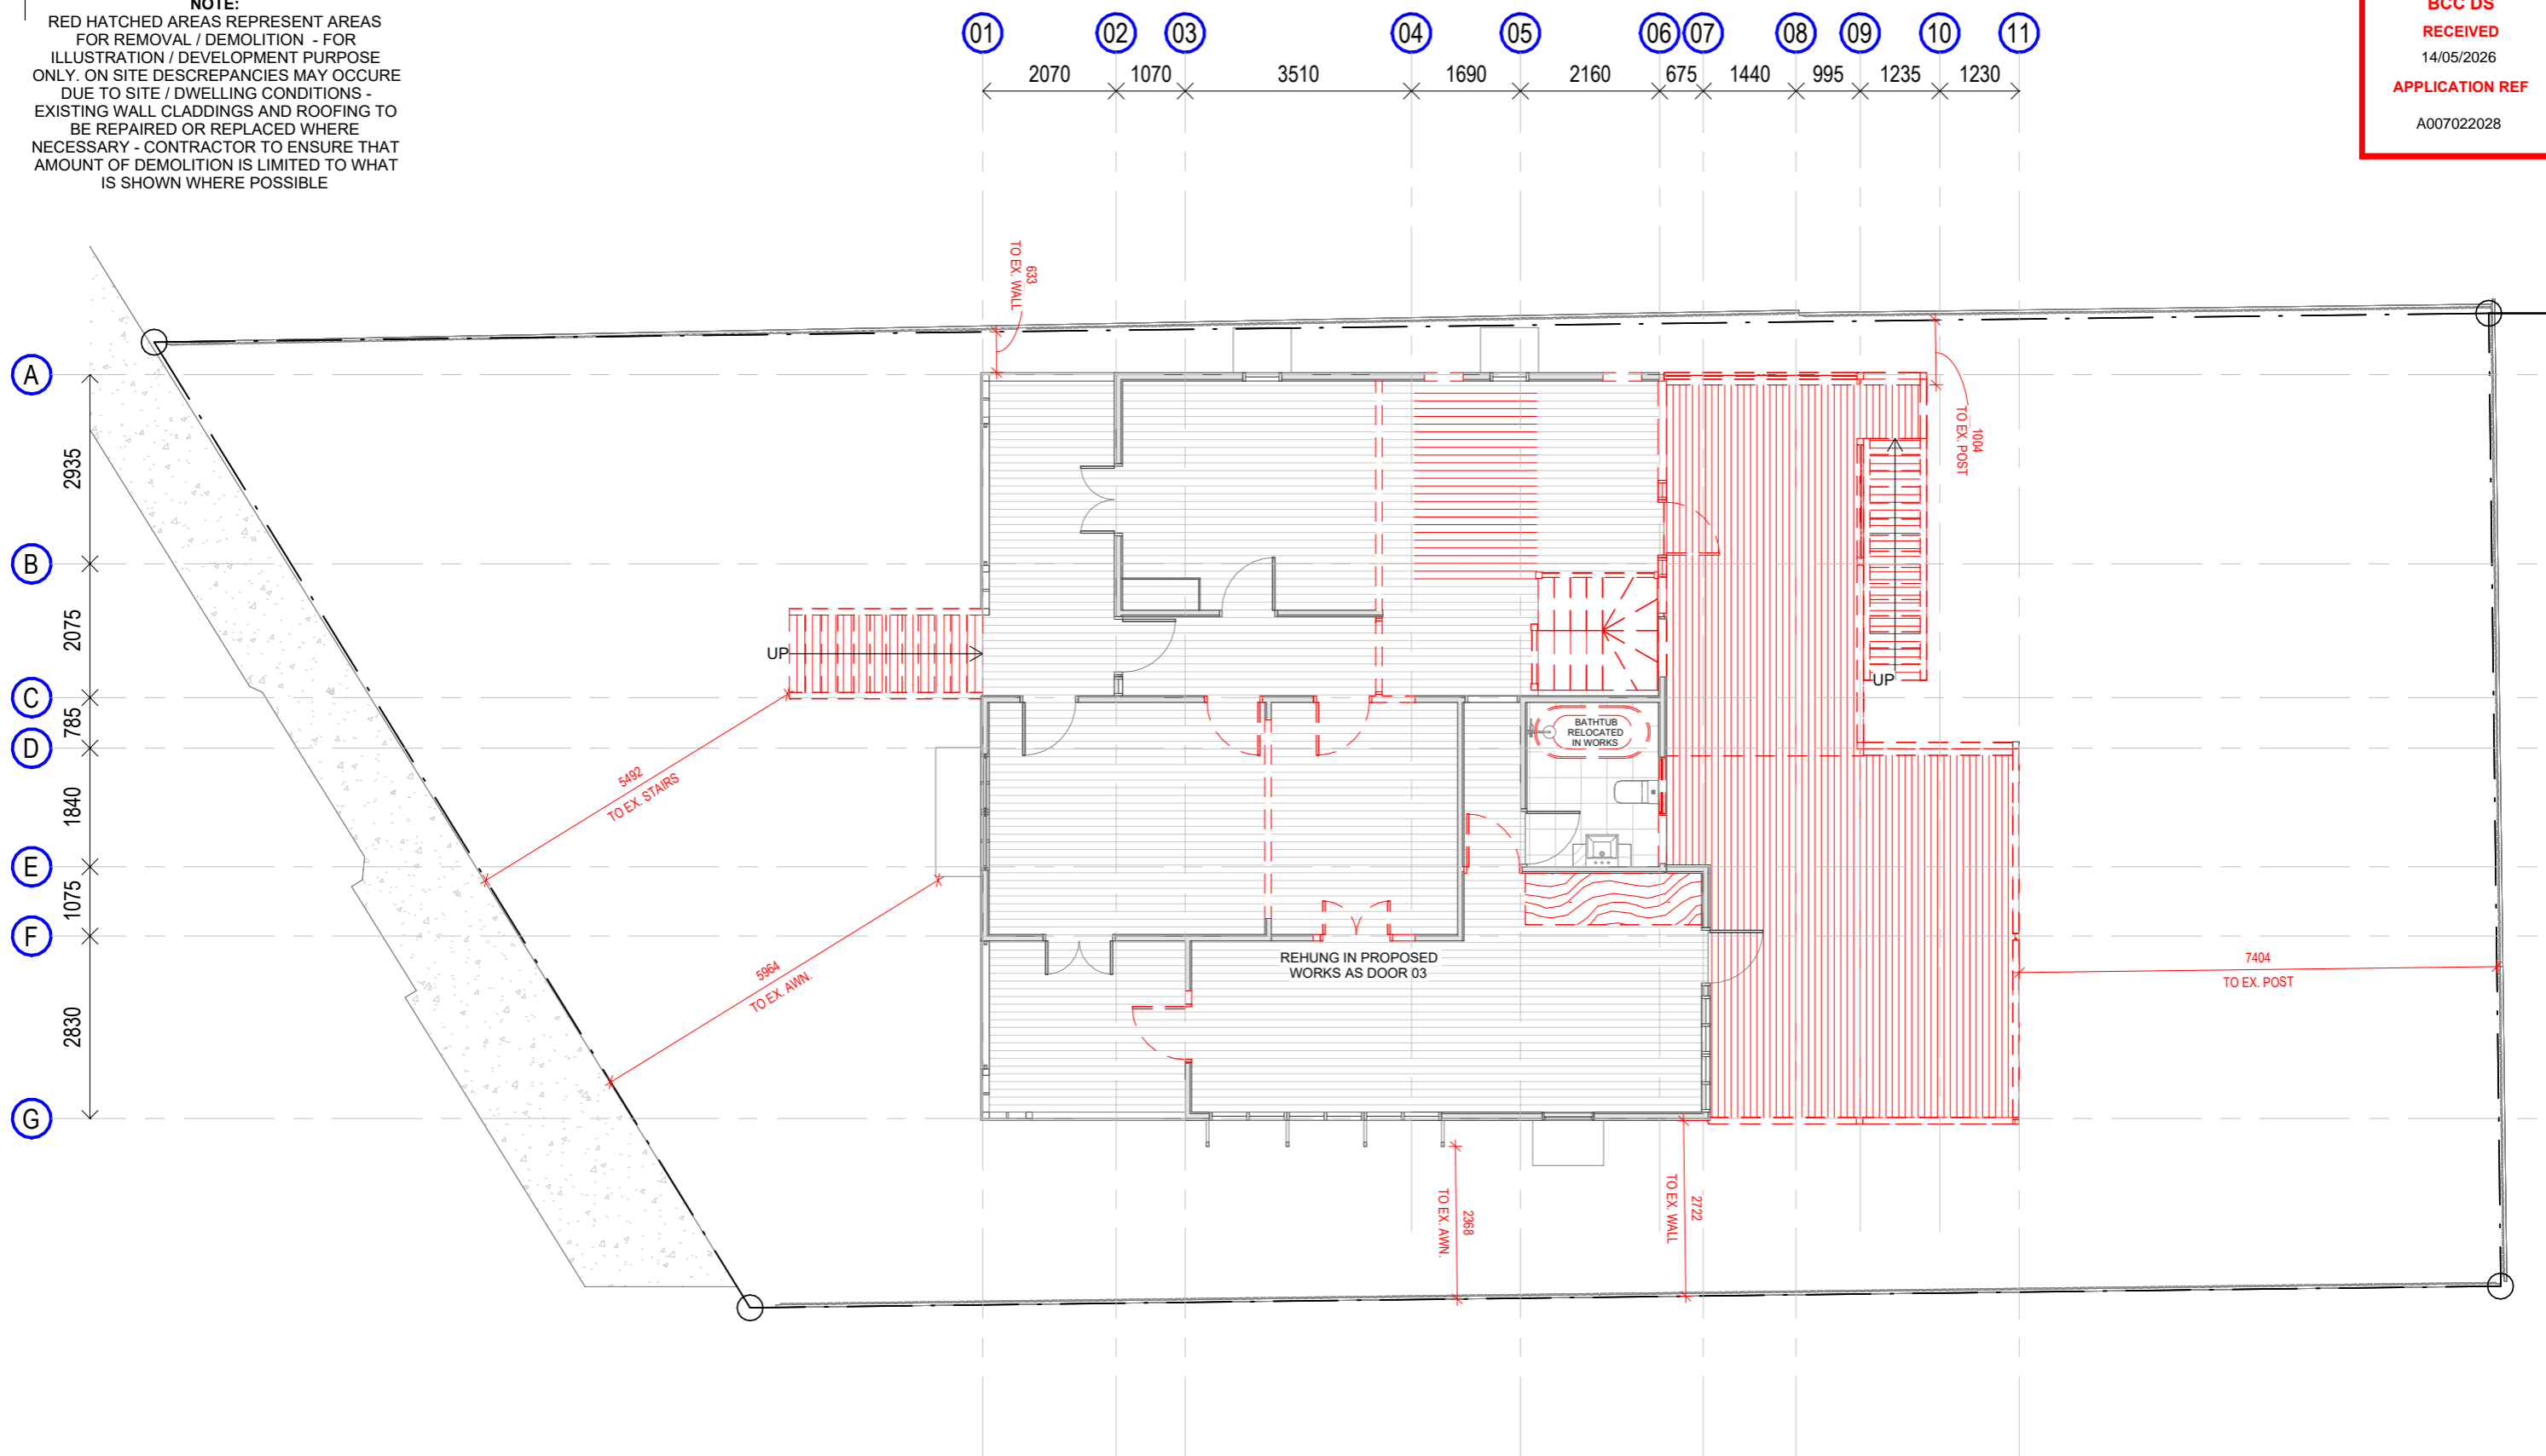 NOTE:
RED HATCHED AREAS REPRESENT AREAS
FOR REMOVAL / DEMOLITION - FOR
ILLUSTRATION / DEVELOPMENT PURPOSE
ONLY. ON SITE DESCREPANCIES MAY OCCURE
DUE TO SITE / DWELLING CONDITIONS -
EXISTING WALL CLADDINGS AND ROOFING TO
BE REPAIRED OR REPLACED WHERE
NECESSARY - CONTRACTOR TO ENSURE THAT
AMOUNT OF DEMOLITION IS LIMITED TO WHAT
IS SHOWN WHERE POSSIBLE
01 02 03 04 05 06 07 08 09 10 11
2070 1070 3510 1690 2160 675 1440 995 1235 1230
BCC DS
RECEIVED
14/05/2026
APPLICATION REF
A007022028
633
TO EX. WALL
1004
TO EX. POST
A
2935
B
2075
C
785
D
1840
E
1075
F
2830
G
UP
UP
BATHTUB
RELOCATED
IN WORKS
5492
TO EX. STAIRS
5964
TO EX. AWN.
REHUNG IN PROPOSED
WORKS AS DOOR 03
7404
TO EX. POST
2368
TO EX. AWN.
2722
TO EX. WALL